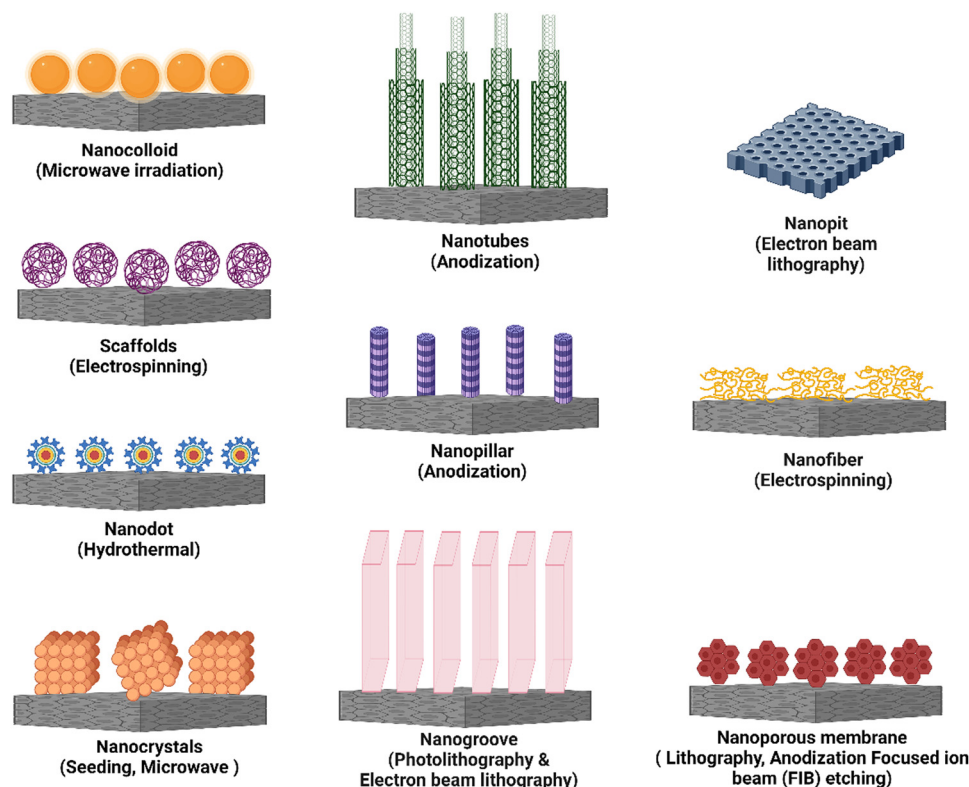 Nanocolloid
(Microwave irradiation)
Scaffolds
(Electrospinning)
Nanodot
(Hydrothermal)
Nanocrystals
(Seeding, Microwave )
Nanotubes
(Anodization)
Nanopillar
(Anodization)
Nanogroove
(Photolithography &
Electron beam lithography)
Nanopit
(Electron beam
lithography)
Nanofiber
(Electrospinning)
Nanoporous membrane
( Lithography, Anodization Focused ion
beam (FIB) etching)